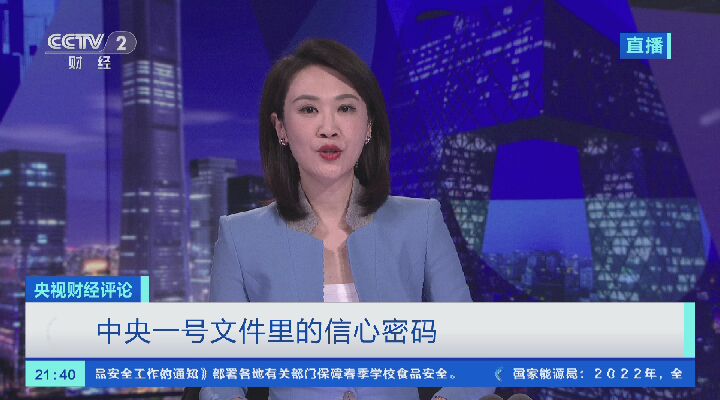 CCTV 2
财经
直播
央视财经评论
中央一号文件里的信心密码
21:40 品安全工作的通知》部署各地有关部门保障春季学校食品安全。 国家能源局：2022年，全